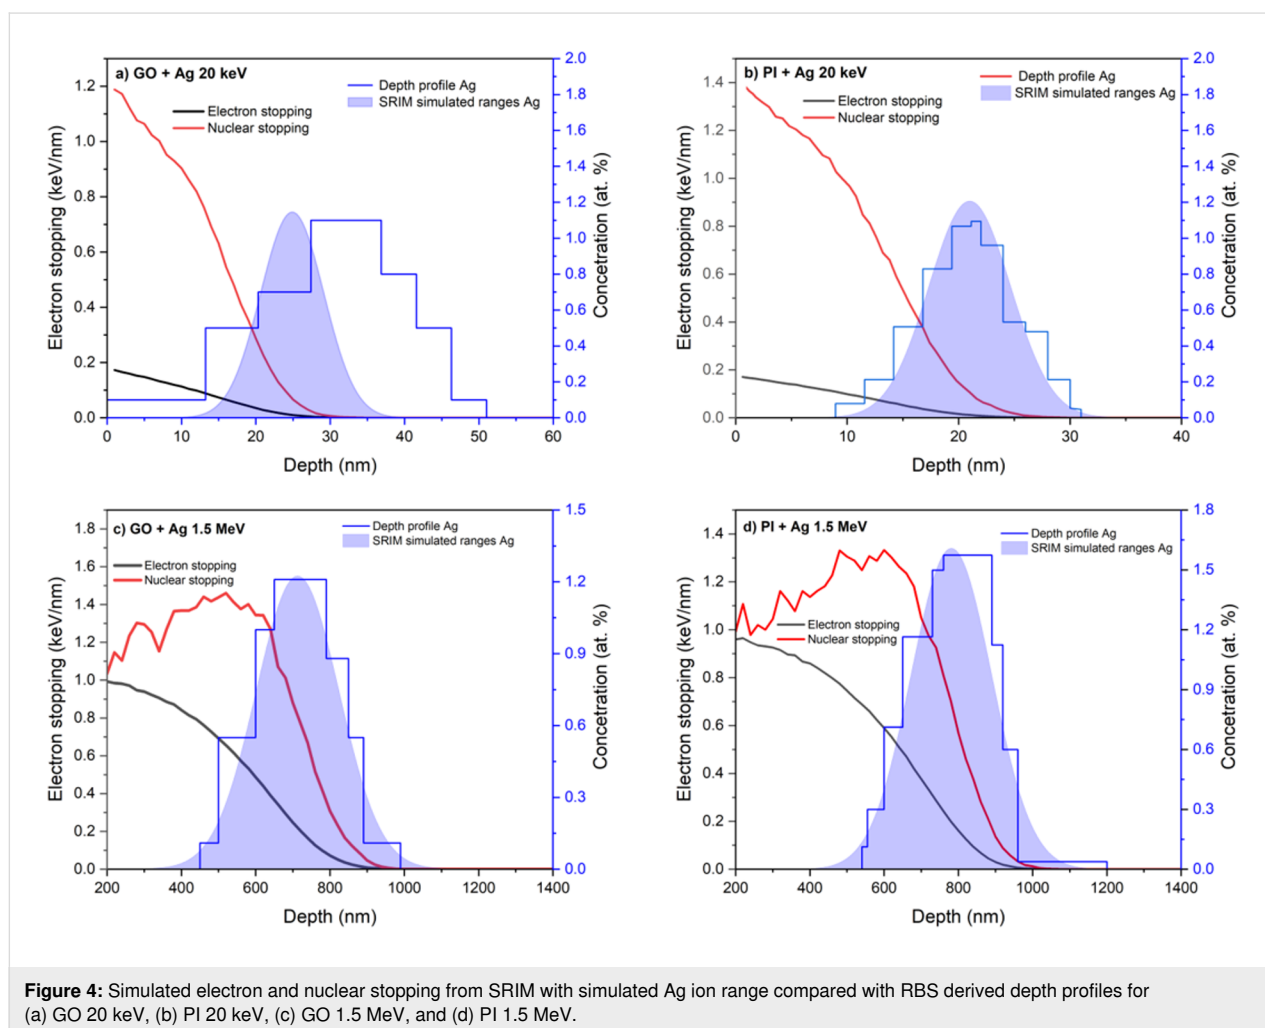 a) GO + Ag 20 keV
Depth profile Ag
SRIM simulated ranges Ag
Electron stopping
Nuclear stopping
Electron stopping (keV/nm)
1.2
1.0
0.8
0.6
0.4
0.2
0.0
0
10
20
30
40
50
60
Depth (nm)
2.0
1.8
1.6
1.4
1.2
1.0
0.8
0.6
0.4
0.2
0.0
Concetration (at. %)
b) PI + Ag 20 keV
Depth profile Ag
SRIM simulated ranges Ag
Electron stopping
Nuclear stopping
Electron stopping (keV/nm)
1.4
1.2
1.0
0.8
0.6
0.4
0.2
0.0
0
10
20
30
40
Depth (nm)
2.0
1.8
1.6
1.4
1.2
1.0
0.8
0.6
0.4
0.2
0.0
Concetration (at. %)
c) GO + Ag 1.5 MeV
Depth profile Ag
SRIM simulated ranges Ag
Electron stopping
Nuclear stopping
Electron stopping (keV/nm)
1.8
1.6
1.4
1.2
1.0
0.8
0.6
0.4
0.2
0.0
200
400
600
800
1000
1200
1400
Depth (nm)
1.5
1.2
0.9
0.6
0.3
0.0
Concetration (at. %)
d) PI + Ag 1.5 MeV
Depth profile Ag
SRIM simulated ranges Ag
Electron stopping
Nuclear stopping
Electron stopping (keV/nm)
1.4
1.2
1.0
0.8
0.6
0.4
0.2
0.0
200
400
600
800
1000
1200
1400
Depth (nm)
1.8
1.5
1.2
0.9
0.6
0.3
0.0
Concetration (at. %)
Figure 4: Simulated electron and nuclear stopping from SRIM with simulated Ag ion range compared with RBS derived depth profiles for
(a) GO 20 keV, (b) PI 20 keV, (c) GO 1.5 MeV, and (d) PI 1.5 MeV.